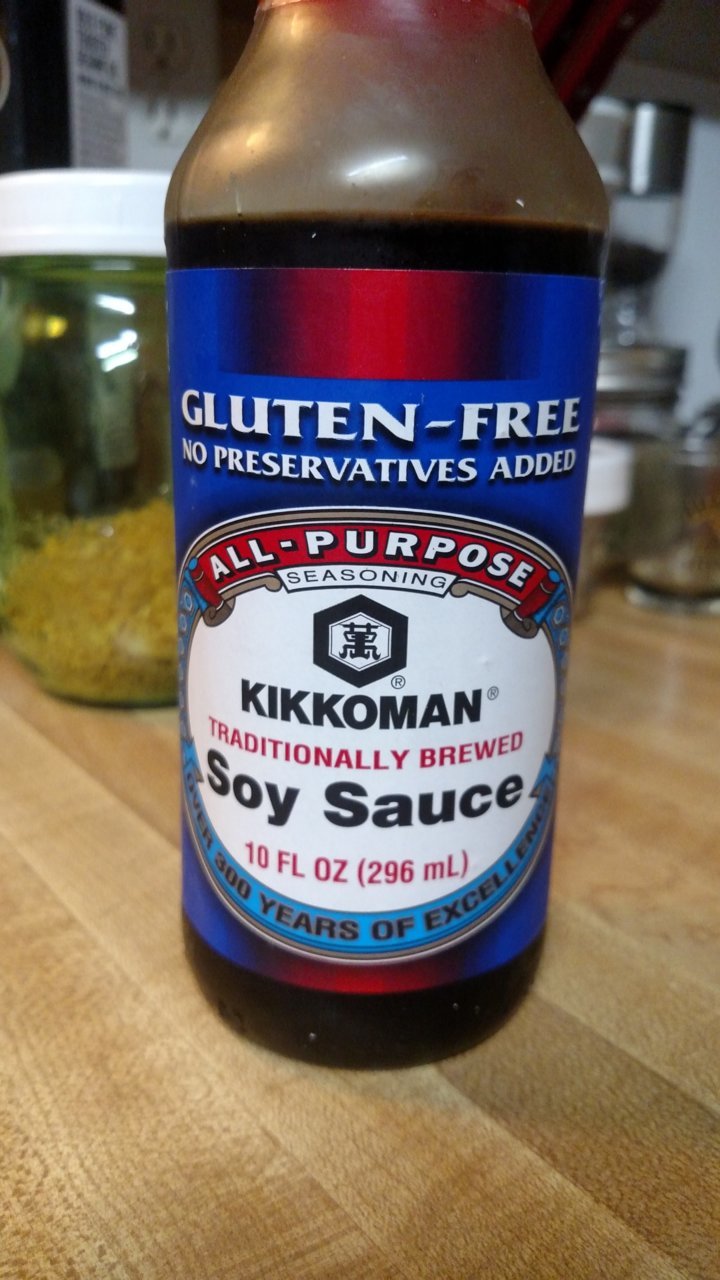 GLUTEN-FREE
NO PRESERVATIVES ADDED
ALL-PURPOSE
SEASONING
萬
®
KIKKOMAN®
TRADITIONALLY BREWED
Soy Sauce
10 FL OZ (296 mL)
OVER 300 YEARS OF EXCELLENCE